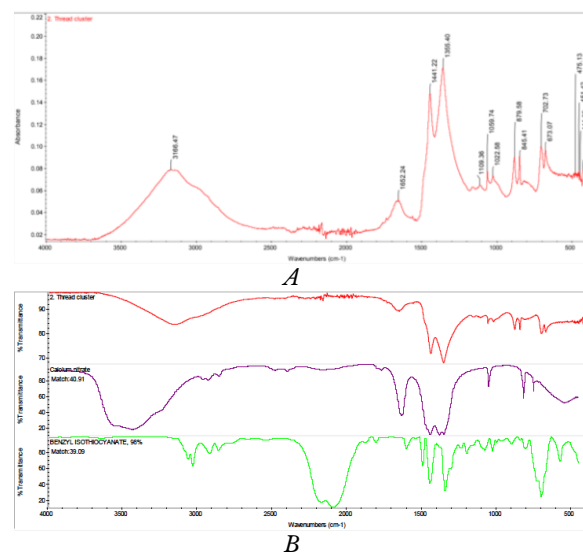 2. Thread cluster
0.22
0.20
0.18
0.16
0.14
0.12
0.10
0.08
0.06
0.04
0.02
Absorbance
3166.47
1652.24
1441.22
1355.40
1109.36
1059.74
1022.58
879.58
845.41
702.73
673.07
475.13
4000 3500 3000 2500 2000 1500 1000 500
Wavenumbers (cm-1)
A
2. Thread cluster
90
80
70
%Transmittance
Calcium nitrate
Match:40.91
80
60
40
20
%Transmittance
BENZYL ISOTHIOCYANATE, 98%
Match:39.09
80
60
40
20
%Transmittance
4000 3500 3000 2500 2000 1500 1000 500
Wavenumbers (cm-1)
B